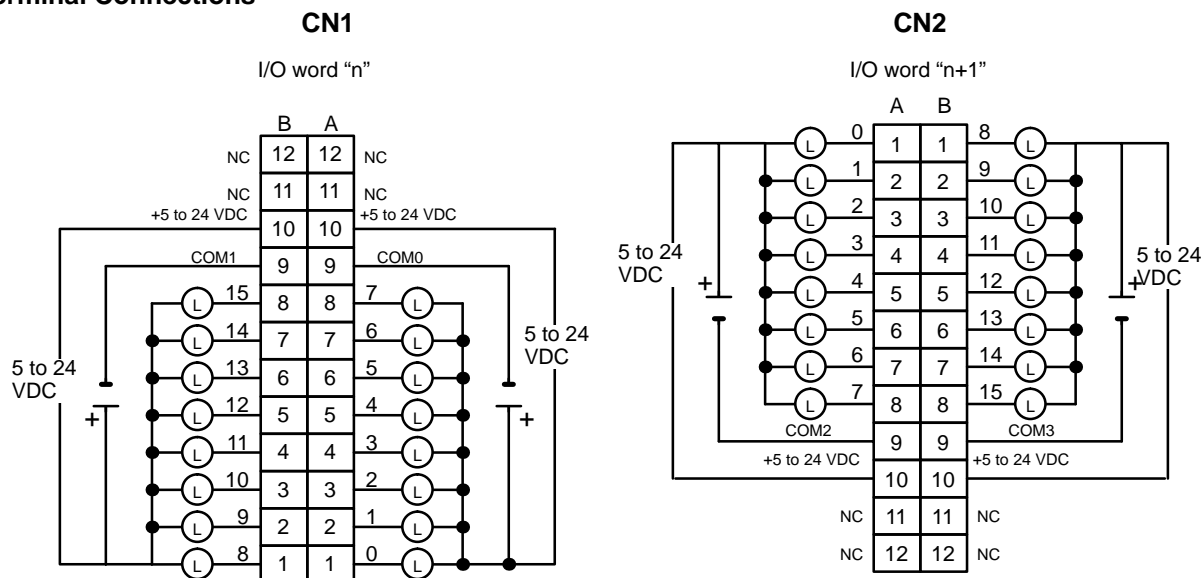 Terminal Connections
CN1
I/O word “n”
B A
NC 12 12 NC
NC 11 11 NC
+5 to 24 VDC 10 10 +5 to 24 VDC
COM1 9 9 COM0
L 15 8 8 7 L
L 14 7 7 6 L
L 13 6 6 5 L
L 12 5 5 4 L
L 11 4 4 3 L
L 10 3 3 2 L
L 9 2 2 1 L
L 8 1 1 0 L
5 to 24
VDC
+
5 to 24
VDC
+
CN2
I/O word “n+1”
A B
L 0 1 1 8 L
L 1 2 2 9 L
L 2 3 3 10 L
L 3 4 4 11 L
L 4 5 5 12 L
L 5 6 6 13 L
L 6 7 7 14 L
L 7 8 8 15 L
COM2 9 9 COM3
+5 to 24 VDC 10 10 +5 to 24 VDC
NC 11 11 NC
NC 12 12 NC
5 to 24
VDC
+
5 to 24
VDC
+